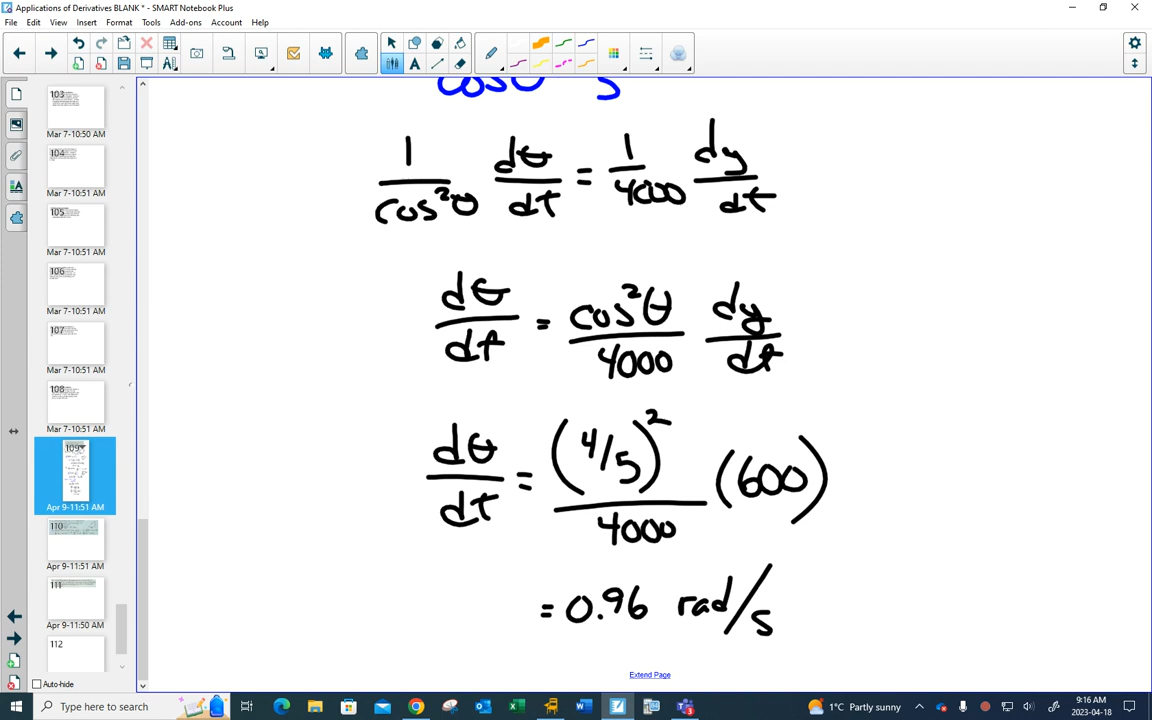 Applications of Derivatives BLANK * - SMART Notebook Plus
File Edit View Insert Format Tools Add-ons Account Help
cosθ 5
1/cos²θ dθ/dt = 1/4000 dy/dt
dθ/dt = cos²θ/4000 dy/dt
dθ/dt = (4/5)²/4000 (600)
= 0.96 rad/s
Extend Page
103
Mar 7-10:50 AM
104
Mar 7-10:51 AM
105
Mar 7-10:51 AM
106
Mar 7-10:51 AM
107
Mar 7-10:51 AM
108
Mar 7-10:51 AM
109
Apr 9-11:51 AM
110
Apr 9-11:51 AM
111
Apr 9-11:50 AM
112
Auto-hide
Type here to search
1°C Partly sunny
9:16 AM
2023-04-18